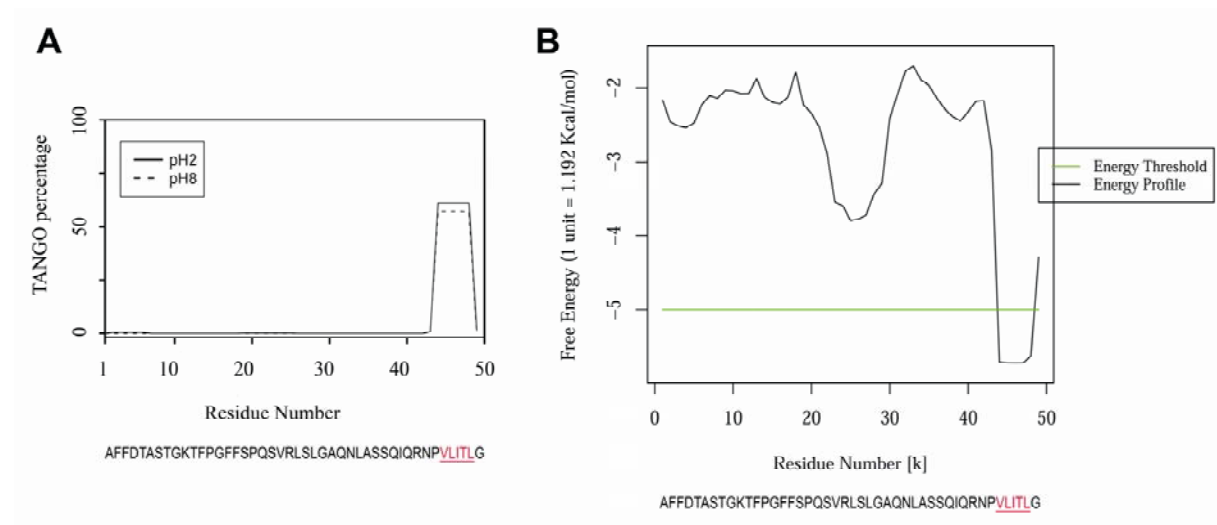 A
TANGO percentage
100
50
0
pH2
pH8
1 10 20 30 40 50
Residue Number
AFFDTASTGKTFPGFFSPQSVRLSLGAQNLASSQIQRNPVLITLG
B
Free Energy (1 unit = 1.192 Kcal/mol)
-2
-3
-4
-5
Energy Threshold
Energy Profile
0 10 20 30 40 50
Residue Number [k]
AFFDTASTGKTFPGFFSPQSVRLSLGAQNLASSQIQRNPVLITLG